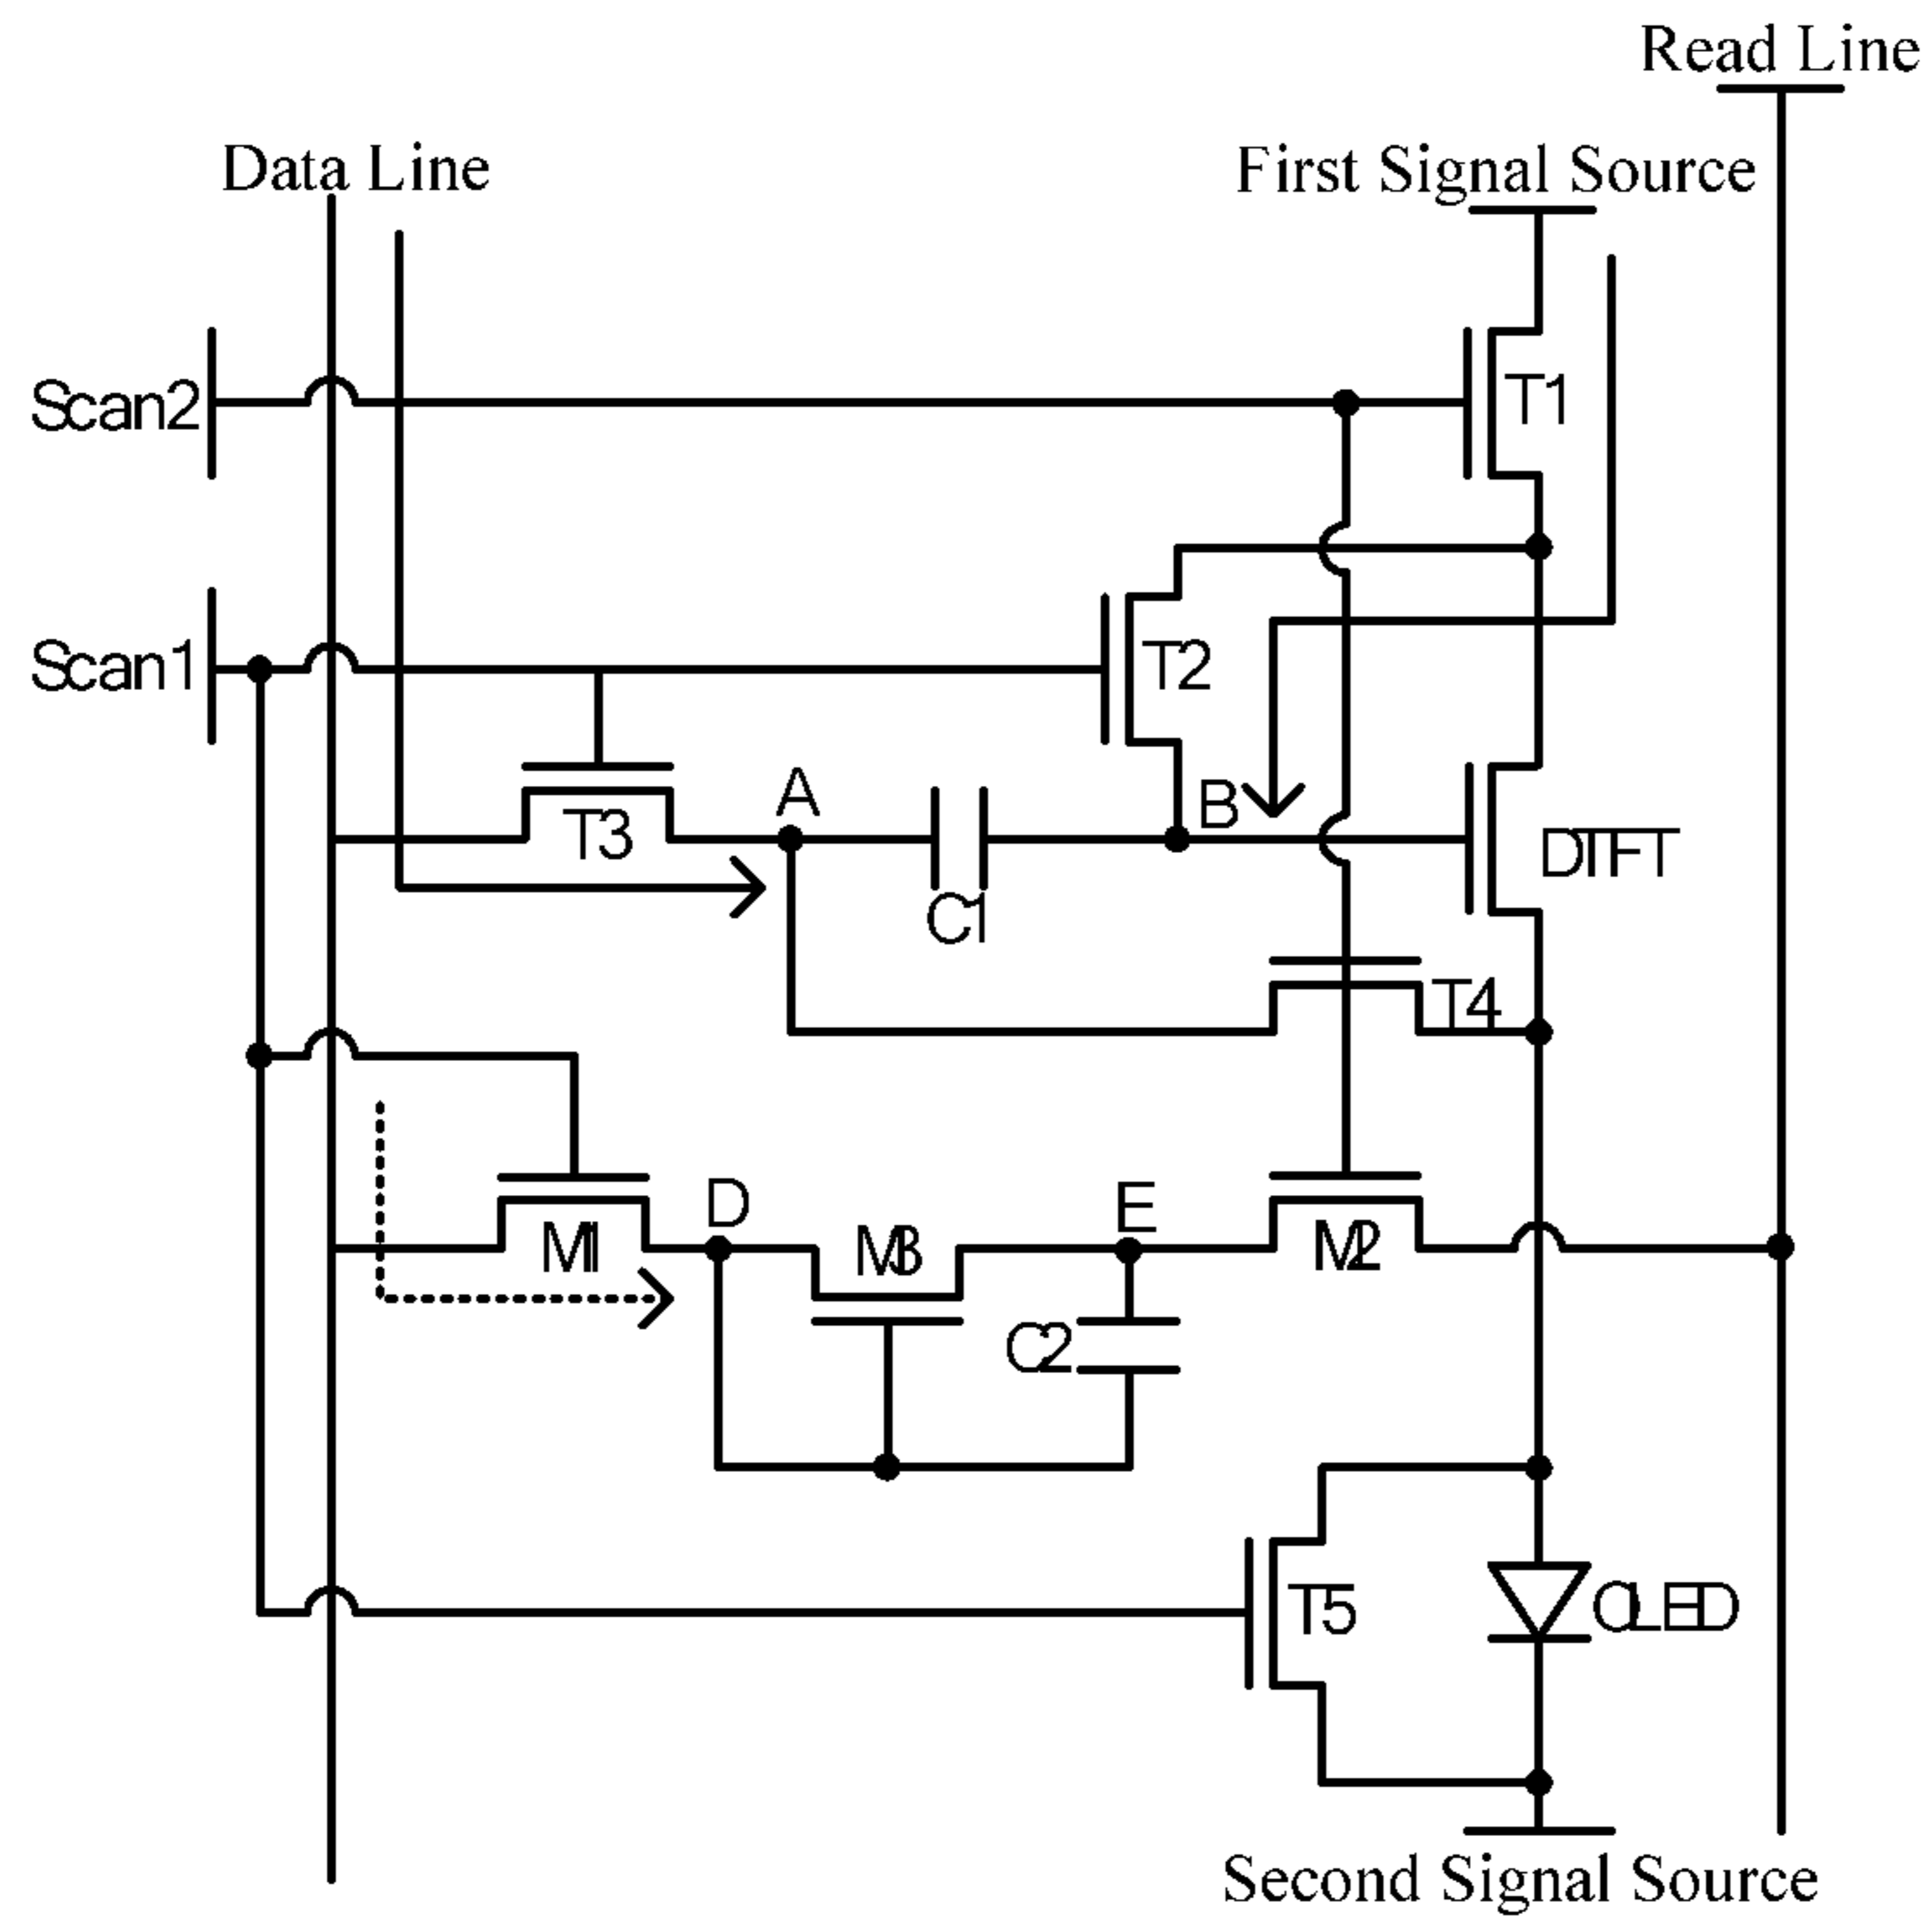 Read Line
Data Line
First Signal Source
Scan2
T1
Scan1
T2
A
B
T3
DTFT
C1
T4
D
E
M1
M3
M2
C2
T5
OLED
Second Signal Source